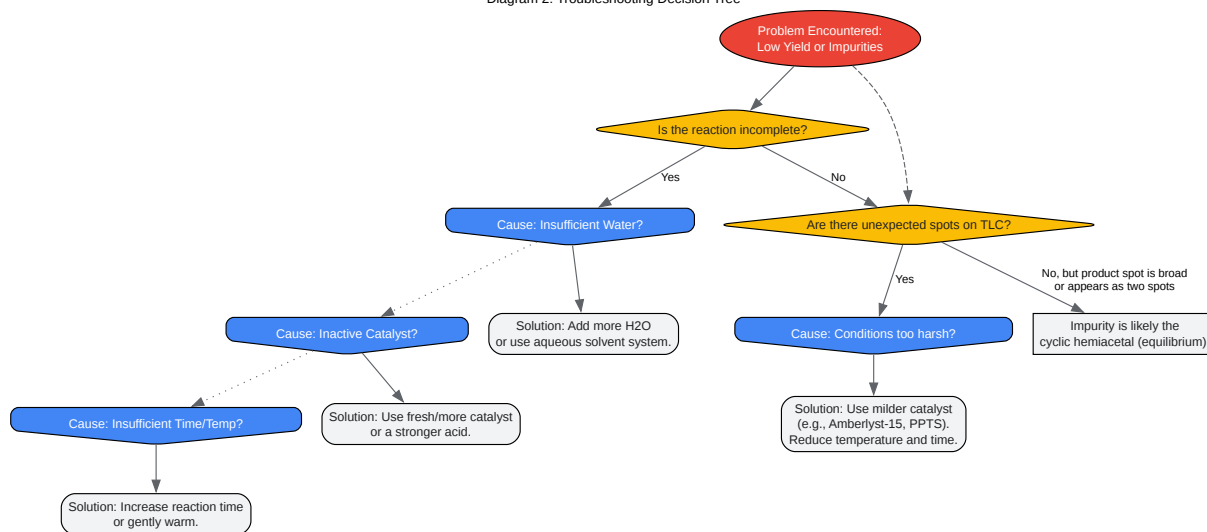 Diagram 2: Troubleshooting Decision Tree
Problem Encountered:
Low Yield or Impurities
Is the reaction incomplete?
Yes
No
Cause: Insufficient Water?
Are there unexpected spots on TLC?
Yes
No, but product spot is broad
or appears as two spots
Cause: Inactive Catalyst?
Solution: Add more H2O
or use aqueous solvent system.
Cause: Conditions too harsh?
Impurity is likely the
cyclic hemiacetal (equilibrium)
Cause: Insufficient Time/Temp?
Solution: Use fresh/more catalyst
or a stronger acid.
Solution: Use milder catalyst
(e.g., Amberlyst-15, PPTS).
Reduce temperature and time.
Solution: Increase reaction time
or gently warm.